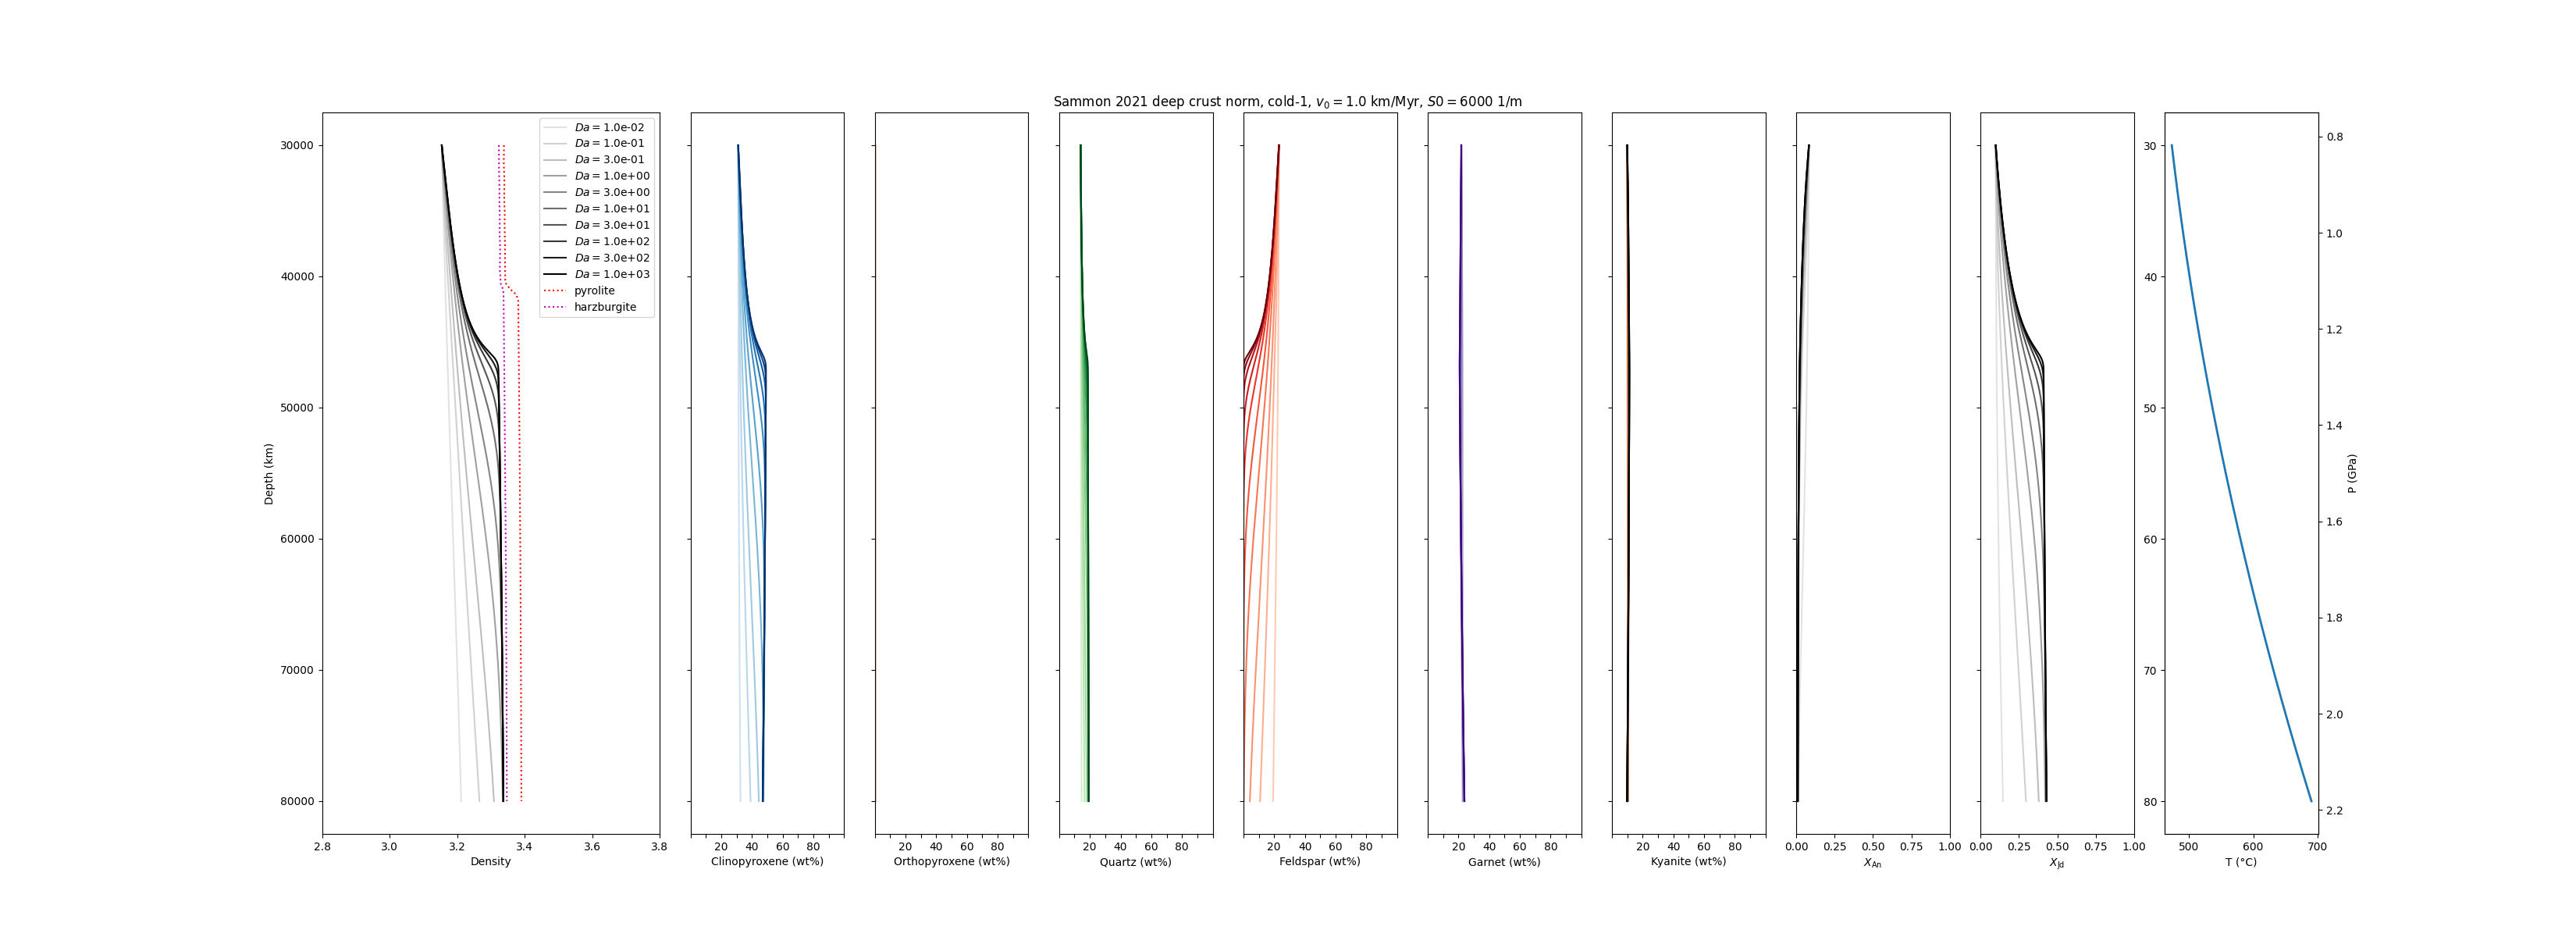 Sammon 2021 deep crust norm, cold-1, v₀ = 1.0 km/Myr, S0 = 6000 1/m
Da = 1.0e-02
Da = 1.0e-01
Da = 3.0e-01
Da = 1.0e+00
Da = 3.0e+00
Da = 1.0e+01
Da = 3.0e+01
Da = 1.0e+02
Da = 3.0e+02
Da = 1.0e+03
pyrolite
harzburgite
Depth (km)
30000
40000
50000
60000
70000
80000
2.8 3.0 3.2 3.4 3.6 3.8
Density
20 40 60 80
Clinopyroxene (wt%)
20 40 60 80
Orthopyroxene (wt%)
20 40 60 80
Quartz (wt%)
20 40 60 80
Feldspar (wt%)
20 40 60 80
Garnet (wt%)
20 40 60 80
Kyanite (wt%)
0.00 0.25 0.50 0.75 1.00
X_An
0.00 0.25 0.50 0.75 1.00
X_Jd
30
40
50
60
70
80
500 600 700
T (°C)
0.8
1.0
1.2
1.4
1.6
1.8
2.0
2.2
P (GPa)